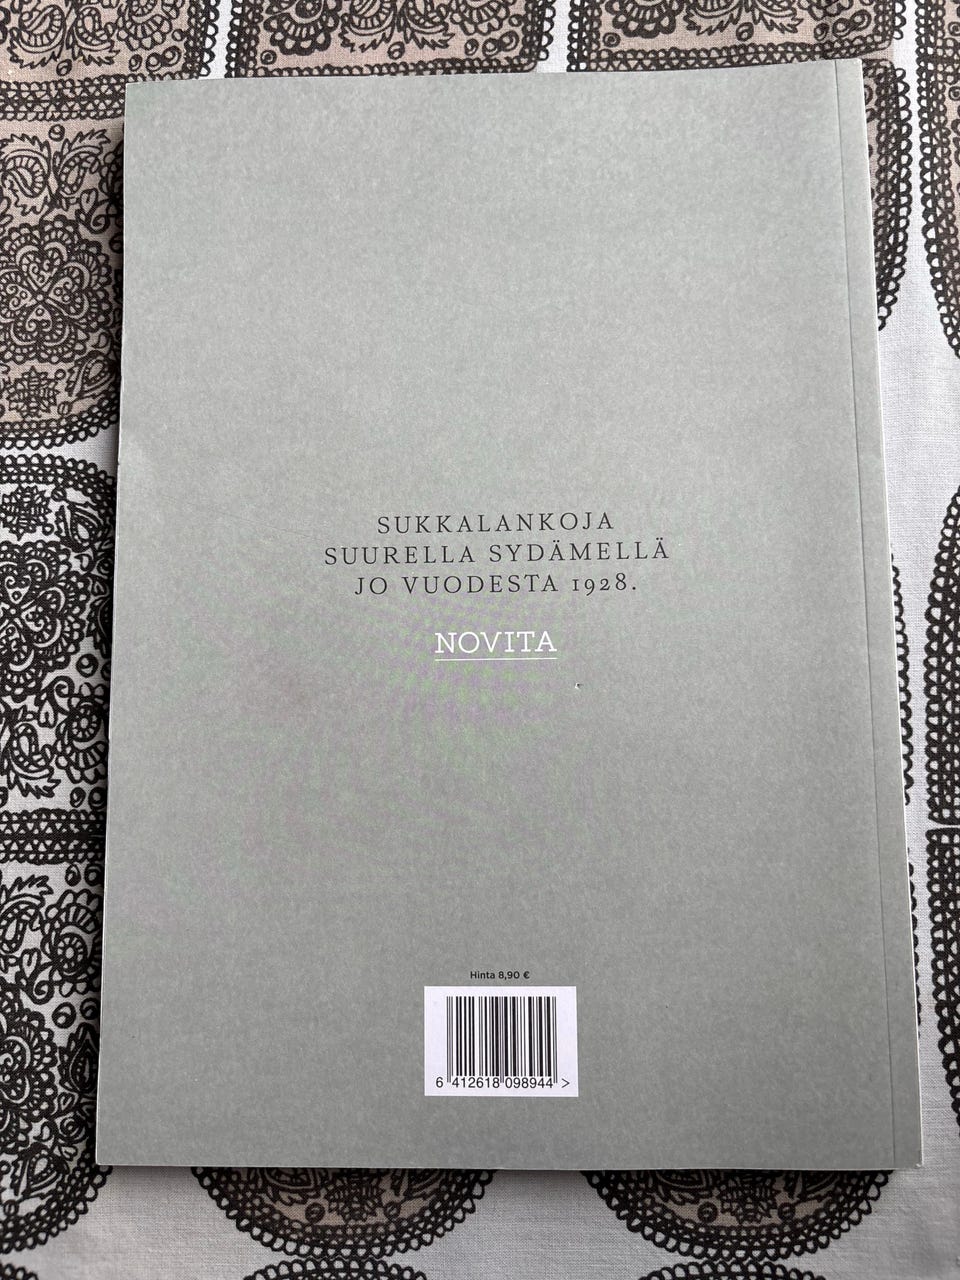 SUKKALANKOJA
SUURELLA SYDÄMELLÄ
JO VUODESTA 1928.
NOVITA
Hinta 8,90 €
6 412618 098944 >